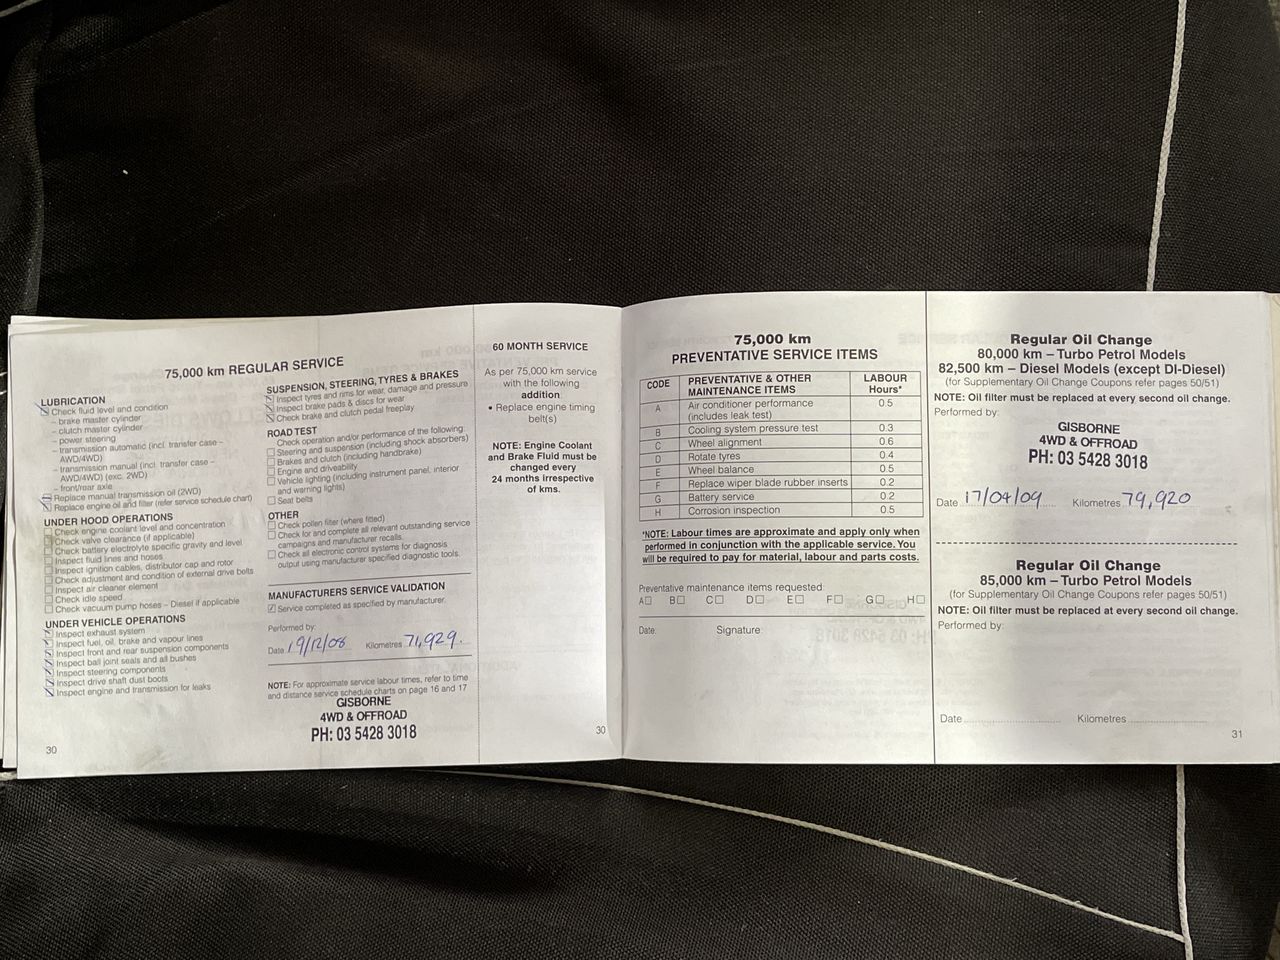 75,000 km REGULAR SERVICE
LUBRICATION
Check fluid level and condition
– brake master cylinder
– clutch master cylinder
– power steering
– transmission automatic (incl. transfer case –
AWD/4WD)
– transmission manual (incl. transfer case –
AWD/4WD) (exc. 2WD)
– front/rear axle
Replace manual transmission oil (2WD)
Replace engine oil and filter (refer service schedule chart)
UNDER HOOD OPERATIONS
Check engine coolant level and concentration
Check valve clearance (if applicable)
Check battery electrolyte specific gravity and level
Inspect fluid lines and hoses
Inspect ignition cables, distributor cap and rotor
Check adjustment and condition of external drive belts
Inspect air cleaner element
Check idle speed
Check vacuum pump hoses – Diesel if applicable
UNDER VEHICLE OPERATIONS
Inspect exhaust system
Inspect fuel, oil, brake and vapour lines
Inspect front and rear suspension components
Inspect ball joint seals and all bushes
Inspect steering components
Inspect drive shaft dust boots
Inspect engine and transmission for leaks
30
SUSPENSION, STEERING, TYRES & BRAKES
Inspect tyres and rims for wear, damage and pressure
Inspect brake pads & discs for wear
Check brake and clutch pedal freeplay
ROAD TEST
Check operation and/or performance of the following:
Steering and suspension (including shock absorbers)
Brakes and clutch (including handbrake)
Engine and driveability
Vehicle lighting (including instrument panel, interior
and warning lights)
Seat belts
OTHER
Check pollen filter (where fitted)
Check for and complete all relevant outstanding service
campaigns and manufacturer recalls.
Check all electronic control systems for diagnosis
output using manufacturer specified diagnostic tools.
MANUFACTURERS SERVICE VALIDATION
Service completed as specified by manufacturer.
Performed by:
Date 19/12/08 Kilometres 71,929.
NOTE: For approximate service labour times, refer to time
and distance service schedule charts on page 16 and 17
GISBORNE
4WD & OFFROAD
PH: 03 5428 3018
60 MONTH SERVICE
As per 75,000 km service
with the following
addition:
• Replace engine timing
belt(s)
NOTE: Engine Coolant
and Brake Fluid must be
changed every
24 months irrespective
of kms.
30
75,000 km
PREVENTATIVE SERVICE ITEMS
CODE PREVENTATIVE & OTHER MAINTENANCE ITEMS LABOUR Hours*
A Air conditioner performance (includes leak test) 0.5
B Cooling system pressure test 0.3
C Wheel alignment 0.6
D Rotate tyres 0.4
E Wheel balance 0.5
F Replace wiper blade rubber inserts 0.2
G Battery service 0.2
H Corrosion inspection 0.5
*NOTE: Labour times are approximate and apply only when
performed in conjunction with the applicable service. You
will be required to pay for material, labour and parts costs.
Preventative maintenance items requested:
A B C D E F G H
Date: Signature:
Regular Oil Change
80,000 km – Turbo Petrol Models
82,500 km – Diesel Models (except DI-Diesel)
(for Supplementary Oil Change Coupons refer pages 50/51)
NOTE: Oil filter must be replaced at every second oil change.
Performed by:
GISBORNE
4WD & OFFROAD
PH: 03 5428 3018
Date 17/04/09 Kilometres 79,920
Regular Oil Change
85,000 km – Turbo Petrol Models
(for Supplementary Oil Change Coupons refer pages 50/51)
NOTE: Oil filter must be replaced at every second oil change.
Performed by:
Date Kilometres
31